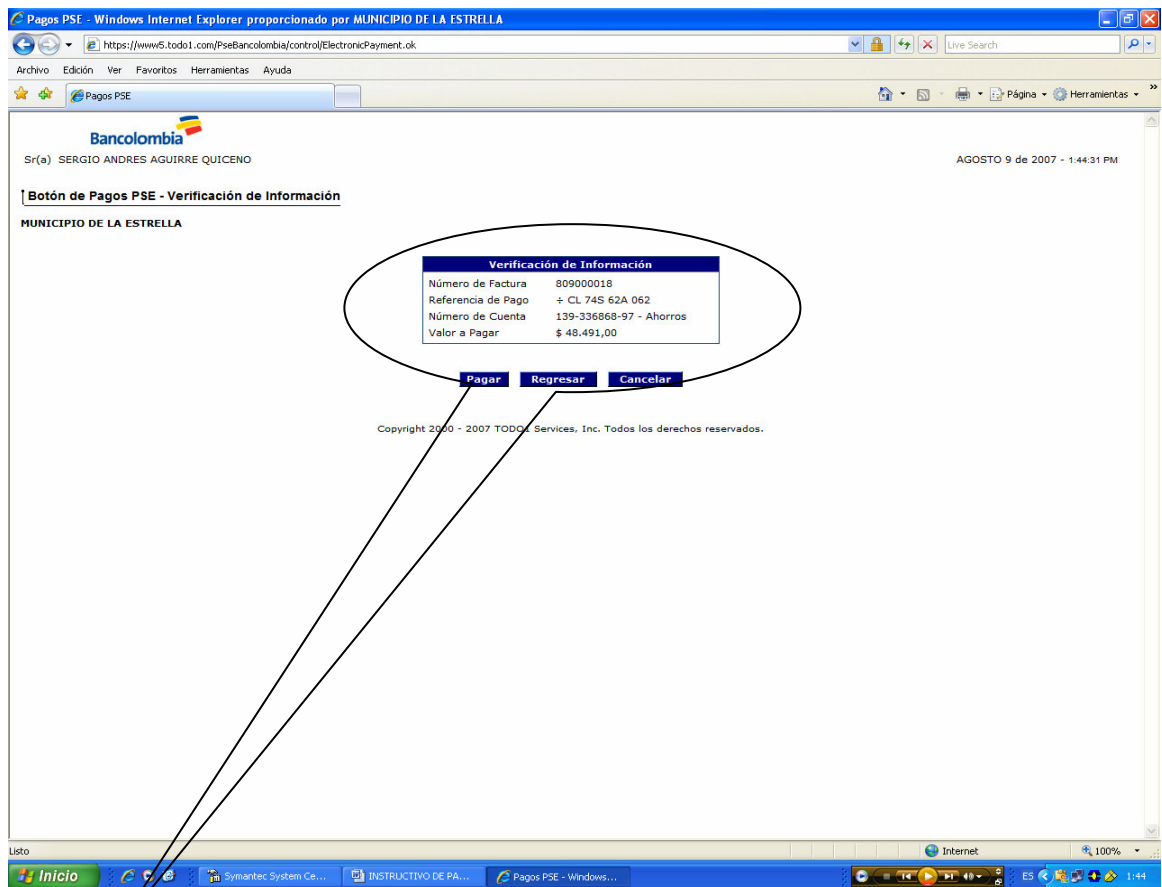 Pagos PSE - Windows Internet Explorer proporcionado por MUNICIPIO DE LA ESTRELLA
https://www5.todo1.com/PseBancolombia/control/ElectronicPayment.ok
Live Search
Archivo Edición Ver Favoritos Herramientas Ayuda
Pagos PSE
Página Herramientas
Bancolombia
Sr(a) SERGIO ANDRES AGUIRRE QUICENO
AGOSTO 9 de 2007 - 1:44:31 PM
Botón de Pagos PSE - Verificación de Información
MUNICIPIO DE LA ESTRELLA
Verificación de Información
Número de Factura 809000018
Referencia de Pago ÷ CL 74S 62A 062
Número de Cuenta 139-336868-97 - Ahorros
Valor a Pagar $ 48.491,00
Pagar Regresar Cancelar
Copyright 2000 - 2007 TODO1 Services, Inc. Todos los derechos reservados.
Listo
Internet
100%
Inicio
Symantec System Ce...
INSTRUCTIVO DE PA...
Pagos PSE - Windows...
ES
1:44